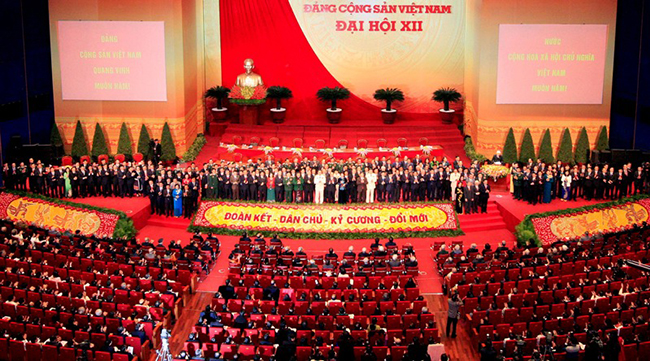 ĐẢNG CỘNG SẢN VIỆT NAM
ĐẠI HỘI XII
ĐẢNG
CỘNG SẢN VIỆT NAM
QUANG VINH
MUÔN NĂM!
NƯỚC
CỘNG HÒA XÃ HỘI CHỦ NGHĨA
VIỆT NAM
MUÔN NĂM!
ĐOÀN KẾT - DÂN CHỦ - KỶ CƯƠNG - ĐỔI MỚI